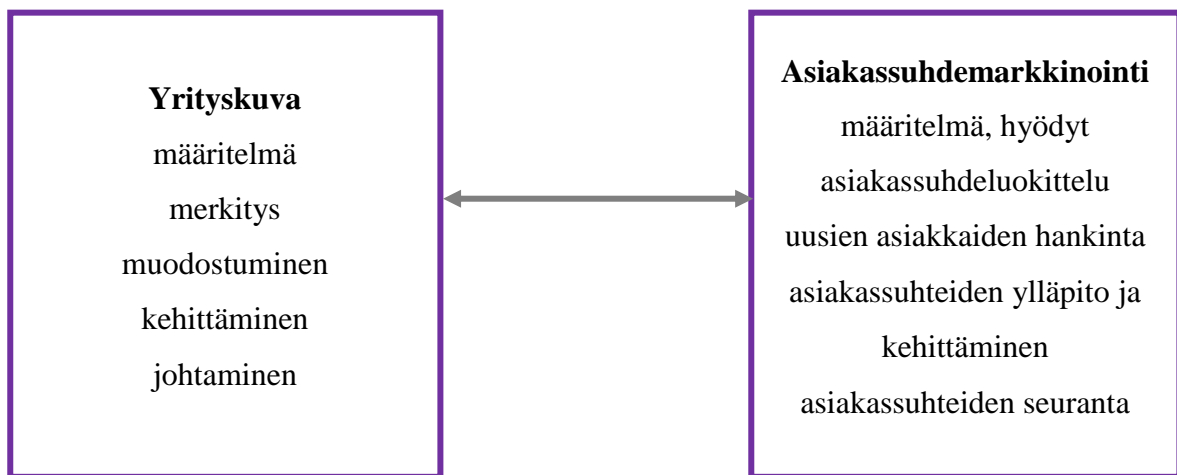 Yrityskuva
määritelmä
merkitys
muodostuminen
kehittäminen
johtaminen
Asiakassuhdemarkkinointi
määritelmä, hyödyt
asiakassuhdeluokittelu
uusien asiakkaiden hankinta
asiakassuhteiden ylläpito ja
kehittäminen
asiakassuhteiden seuranta